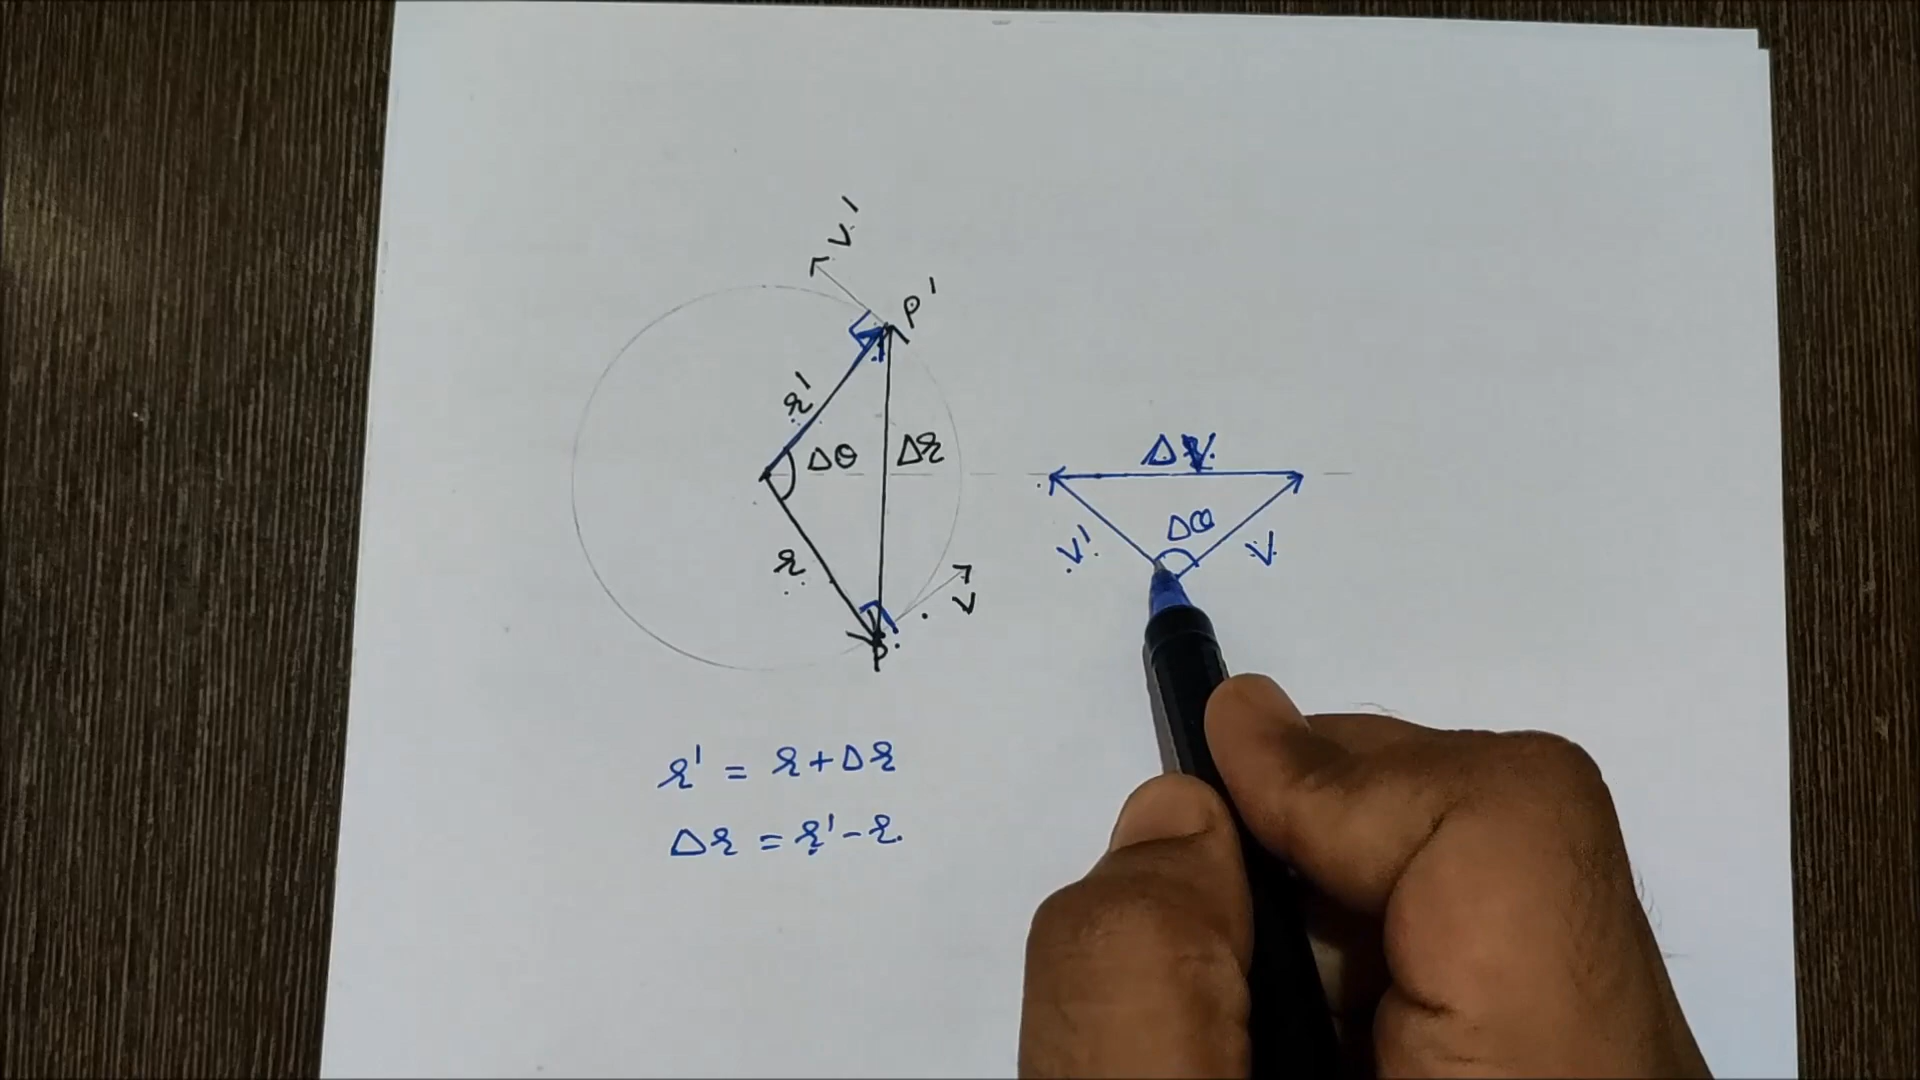 V'
P'
r'
Δθ
Δr
ΔV
Δθ
V'
V
r
V
P
r' = r + Δr
Δr = r' - r